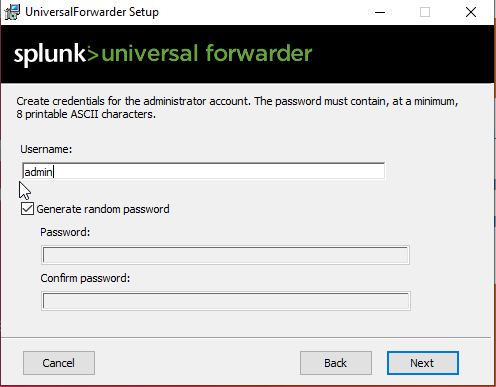 UniversalForwarder Setup
splunk> universal forwarder
Create credentials for the administrator account. The password must contain, at a minimum,
8 printable ASCII characters.
Username:
admin
Generate random password
Password:
Confirm password:
Cancel
Back
Next